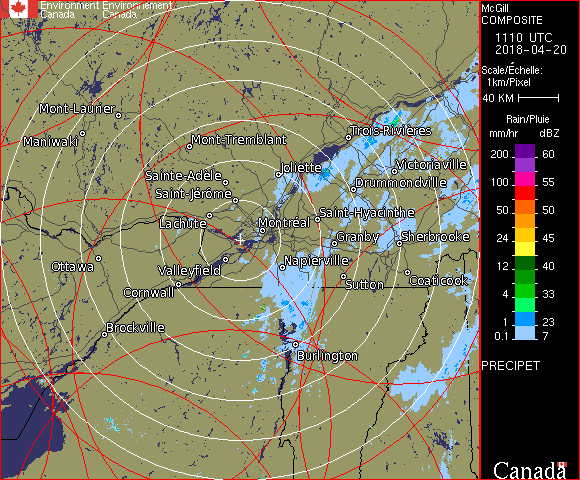 Environment Environnement
Canada Canada
McGill
COMPOSITE
1110 UTC
2018-04-20
Scale/Échelle:
1km/Pixel
40 KM
Rain/Pluie
mm/hr dBZ
200 60
100 55
50 50
24 45
12 40
4 33
1 23
0.1 7
PRECIPET
Canada
Mont-Laurier
Maniwaki
Mont-Tremblant
Trois-Rivières
Sainte-Adèle
Joliette
Victoriaville
Saint-Jérôme
Drummondville
Lachute
Montréal
Saint-Hyacinthe
Granby
Sherbrooke
Ottawa
Valleyfield
Napierville
Cornwall
Sutton
Coaticook
Brockville
Burlington